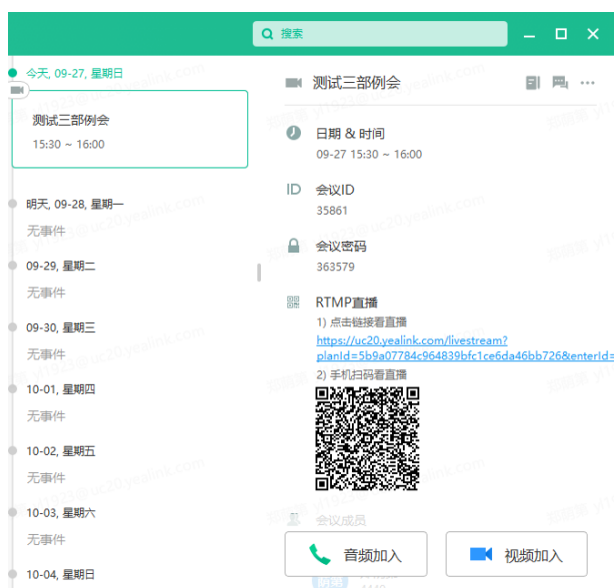 搜索
今天, 09-27, 星期日
测试三部例会
15:30 ~ 16:00
明天, 09-28, 星期一
无事件
09-29, 星期二
无事件
09-30, 星期三
无事件
10-01, 星期四
无事件
10-02, 星期五
无事件
10-03, 星期六
无事件
10-04, 星期日
测试三部例会
日期 & 时间
09-27 15:30 ~ 16:00
ID 会议ID
35861
会议密码
363579
RTMP直播
1) 点击链接看直播
https://uc20.yealink.com/livestream?
planId=5b9a07784c964839bfc1ce6da46bb726&enterId=
2) 手机扫码看直播
会议成员
音频加入
视频加入